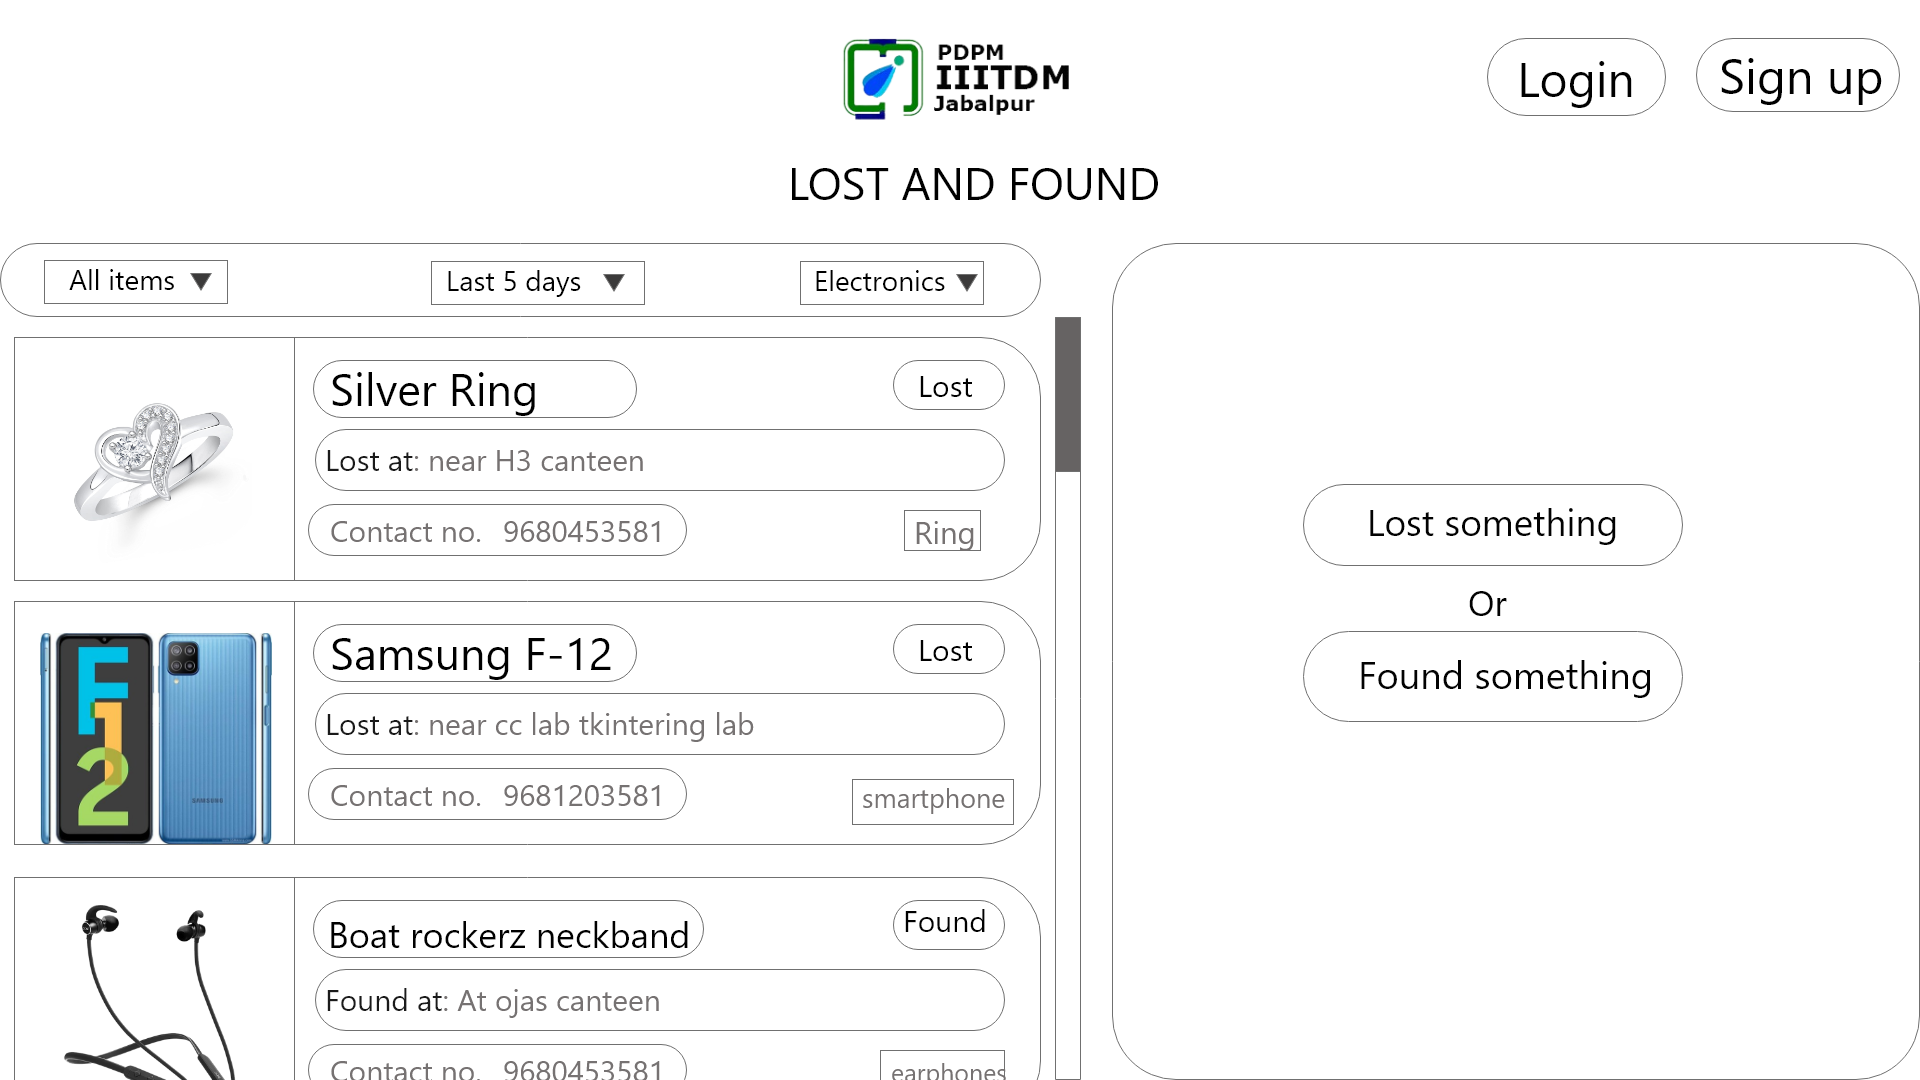 PDPM
IIITDM
Jabalpur
Login
Sign up
LOST AND FOUND
All items
Last 5 days
Electronics
Silver Ring
Lost
Lost at: near H3 canteen
Contact no. 9680453581
Ring
F12
SAMSUNG
Samsung F-12
Lost
Lost at: near cc lab tkintering lab
Contact no. 9681203581
smartphone
Boat rockerz neckband
Found
Found at: At ojas canteen
Contact no. 9680453581
earphones
Lost something
Or
Found something